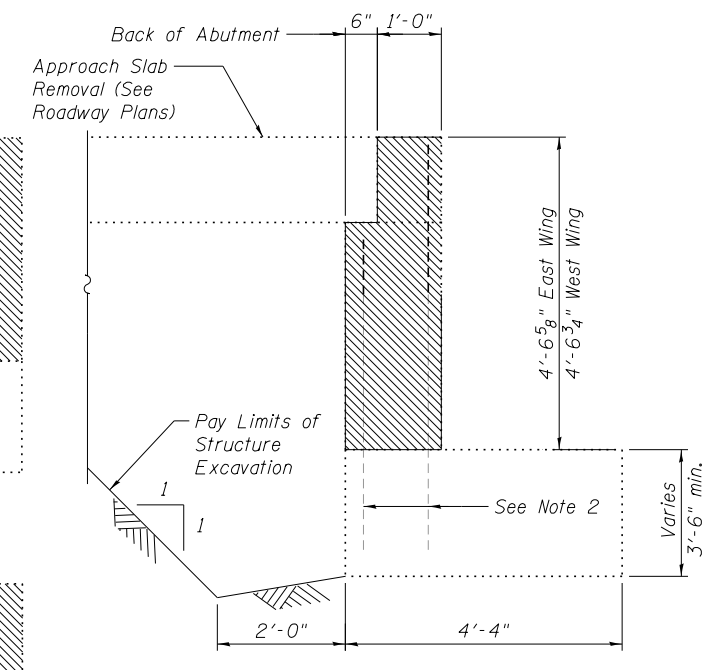 6" 1'-0"
Back of Abutment
Approach Slab
Removal (See
Roadway Plans)
4'-6 5/8" East Wing
4'-6 3/4" West Wing
Pay Limits of
Structure
Excavation
1
1
See Note 2
Varies
3'-6" min.
2'-0"
4'-4"